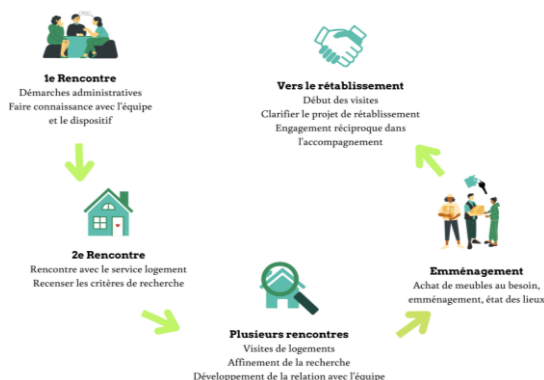 1e Rencontre
Démarches administratives
Faire connaissance avec l'équipe
et le dispositif
2e Rencontre
Rencontre avec le service logement
Recenser les critères de recherche
Plusieurs rencontres
Visites de logements
Affinement de la recherche
Développement de la relation avec l'équipe
Emménagement
Achat de meubles au besoin,
emménagement, état des lieux
Vers le rétablissement
Début des visites
Clarifier le projet de rétablissement
Engagement réciproque dans
l'accompagnement